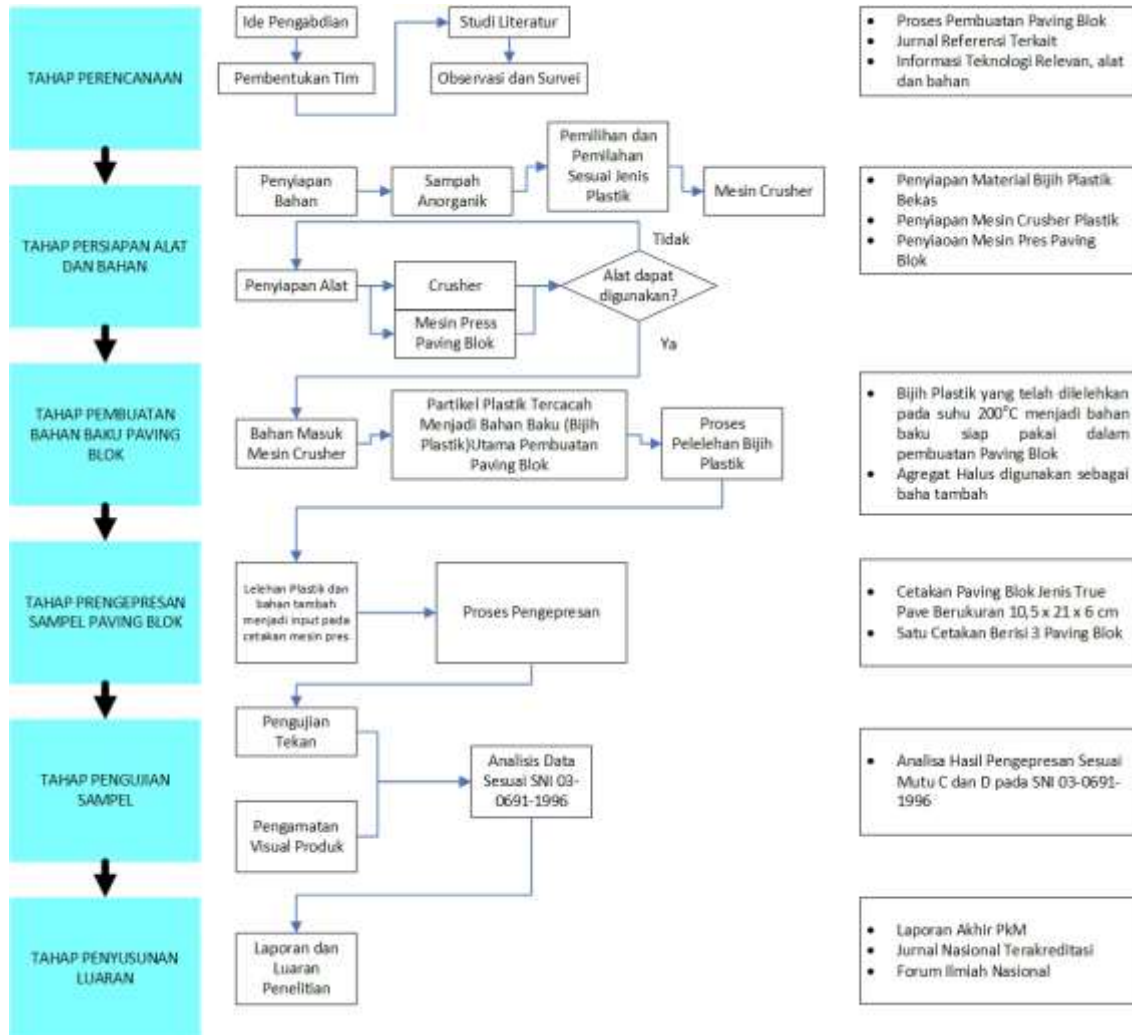 TAHAP PERENCANAAN
Ide Pengabdian
Pembentukan Tim
Studi Literatur
Observasi dan Survei
• Proses Pembuatan Paving Blok
• Jurnal Referensi Terkait
• Informasi Teknologi Relevan, alat
dan bahan
TAHAP PERSIAPAN ALAT
DAN BAHAN
Penyiapan
Bahan
Sampah
Anorganik
Pemilihan dan
Pemilahan
Sesuai Jenis
Plastik
Mesin Crusher
Penyiapan Alat
Crusher
Mesin Press
Paving Blok
Alat dapat
digunakan?
Tidak
Ya
• Penyiapan Material Bijih Plastik
Bekas
• Penyiapan Mesin Crusher Plastik
• Penyiaoan Mesin Pres Paving
Blok
TAHAP PEMBUATAN
BAHAN BAKU PAVING
BLOK
Bahan Masuk
Mesin Crusher
Partikel Plastik Tercacah
Menjadi Bahan Baku (Bijih
Plastik)Utama Pembuatan
Paving Blok
Proses
Pelelehan Bijih
Plastik
• Bijih Plastik yang telah dilelehkan
pada suhu 200°C menjadi bahan
baku siap pakai dalam
pembuatan Paving Blok
• Agregat Halus digunakan sebagai
baha tambah
TAHAP PRENGEPRESAN
SAMPEL PAVING BLOK
Lelehan Plastik dan
bahan tambah
menjadi input pada
cetakan mesin pres
Proses Pengepresan
• Cetakan Paving Blok Jenis True
Pave Berukuran 10,5 x 21 x 6 cm
• Satu Cetakan Berisi 3 Paving Blok
TAHAP PENGUJIAN
SAMPEL
Pengujian
Tekan
Pengamatan
Visual Produk
Analisis Data
Sesuai SNI 03-
0691-1996
• Analisa Hasil Pengepresan Sesuai
Mutu C dan D pada SNI 03-0691-
1996
TAHAP PENYUSUNAN
LUARAN
Laporan dan
Luaran
Penelitian
• Laporan Akhir PkM
• Jurnal Nasional Terakreditasi
• Forum Ilmiah Nasional